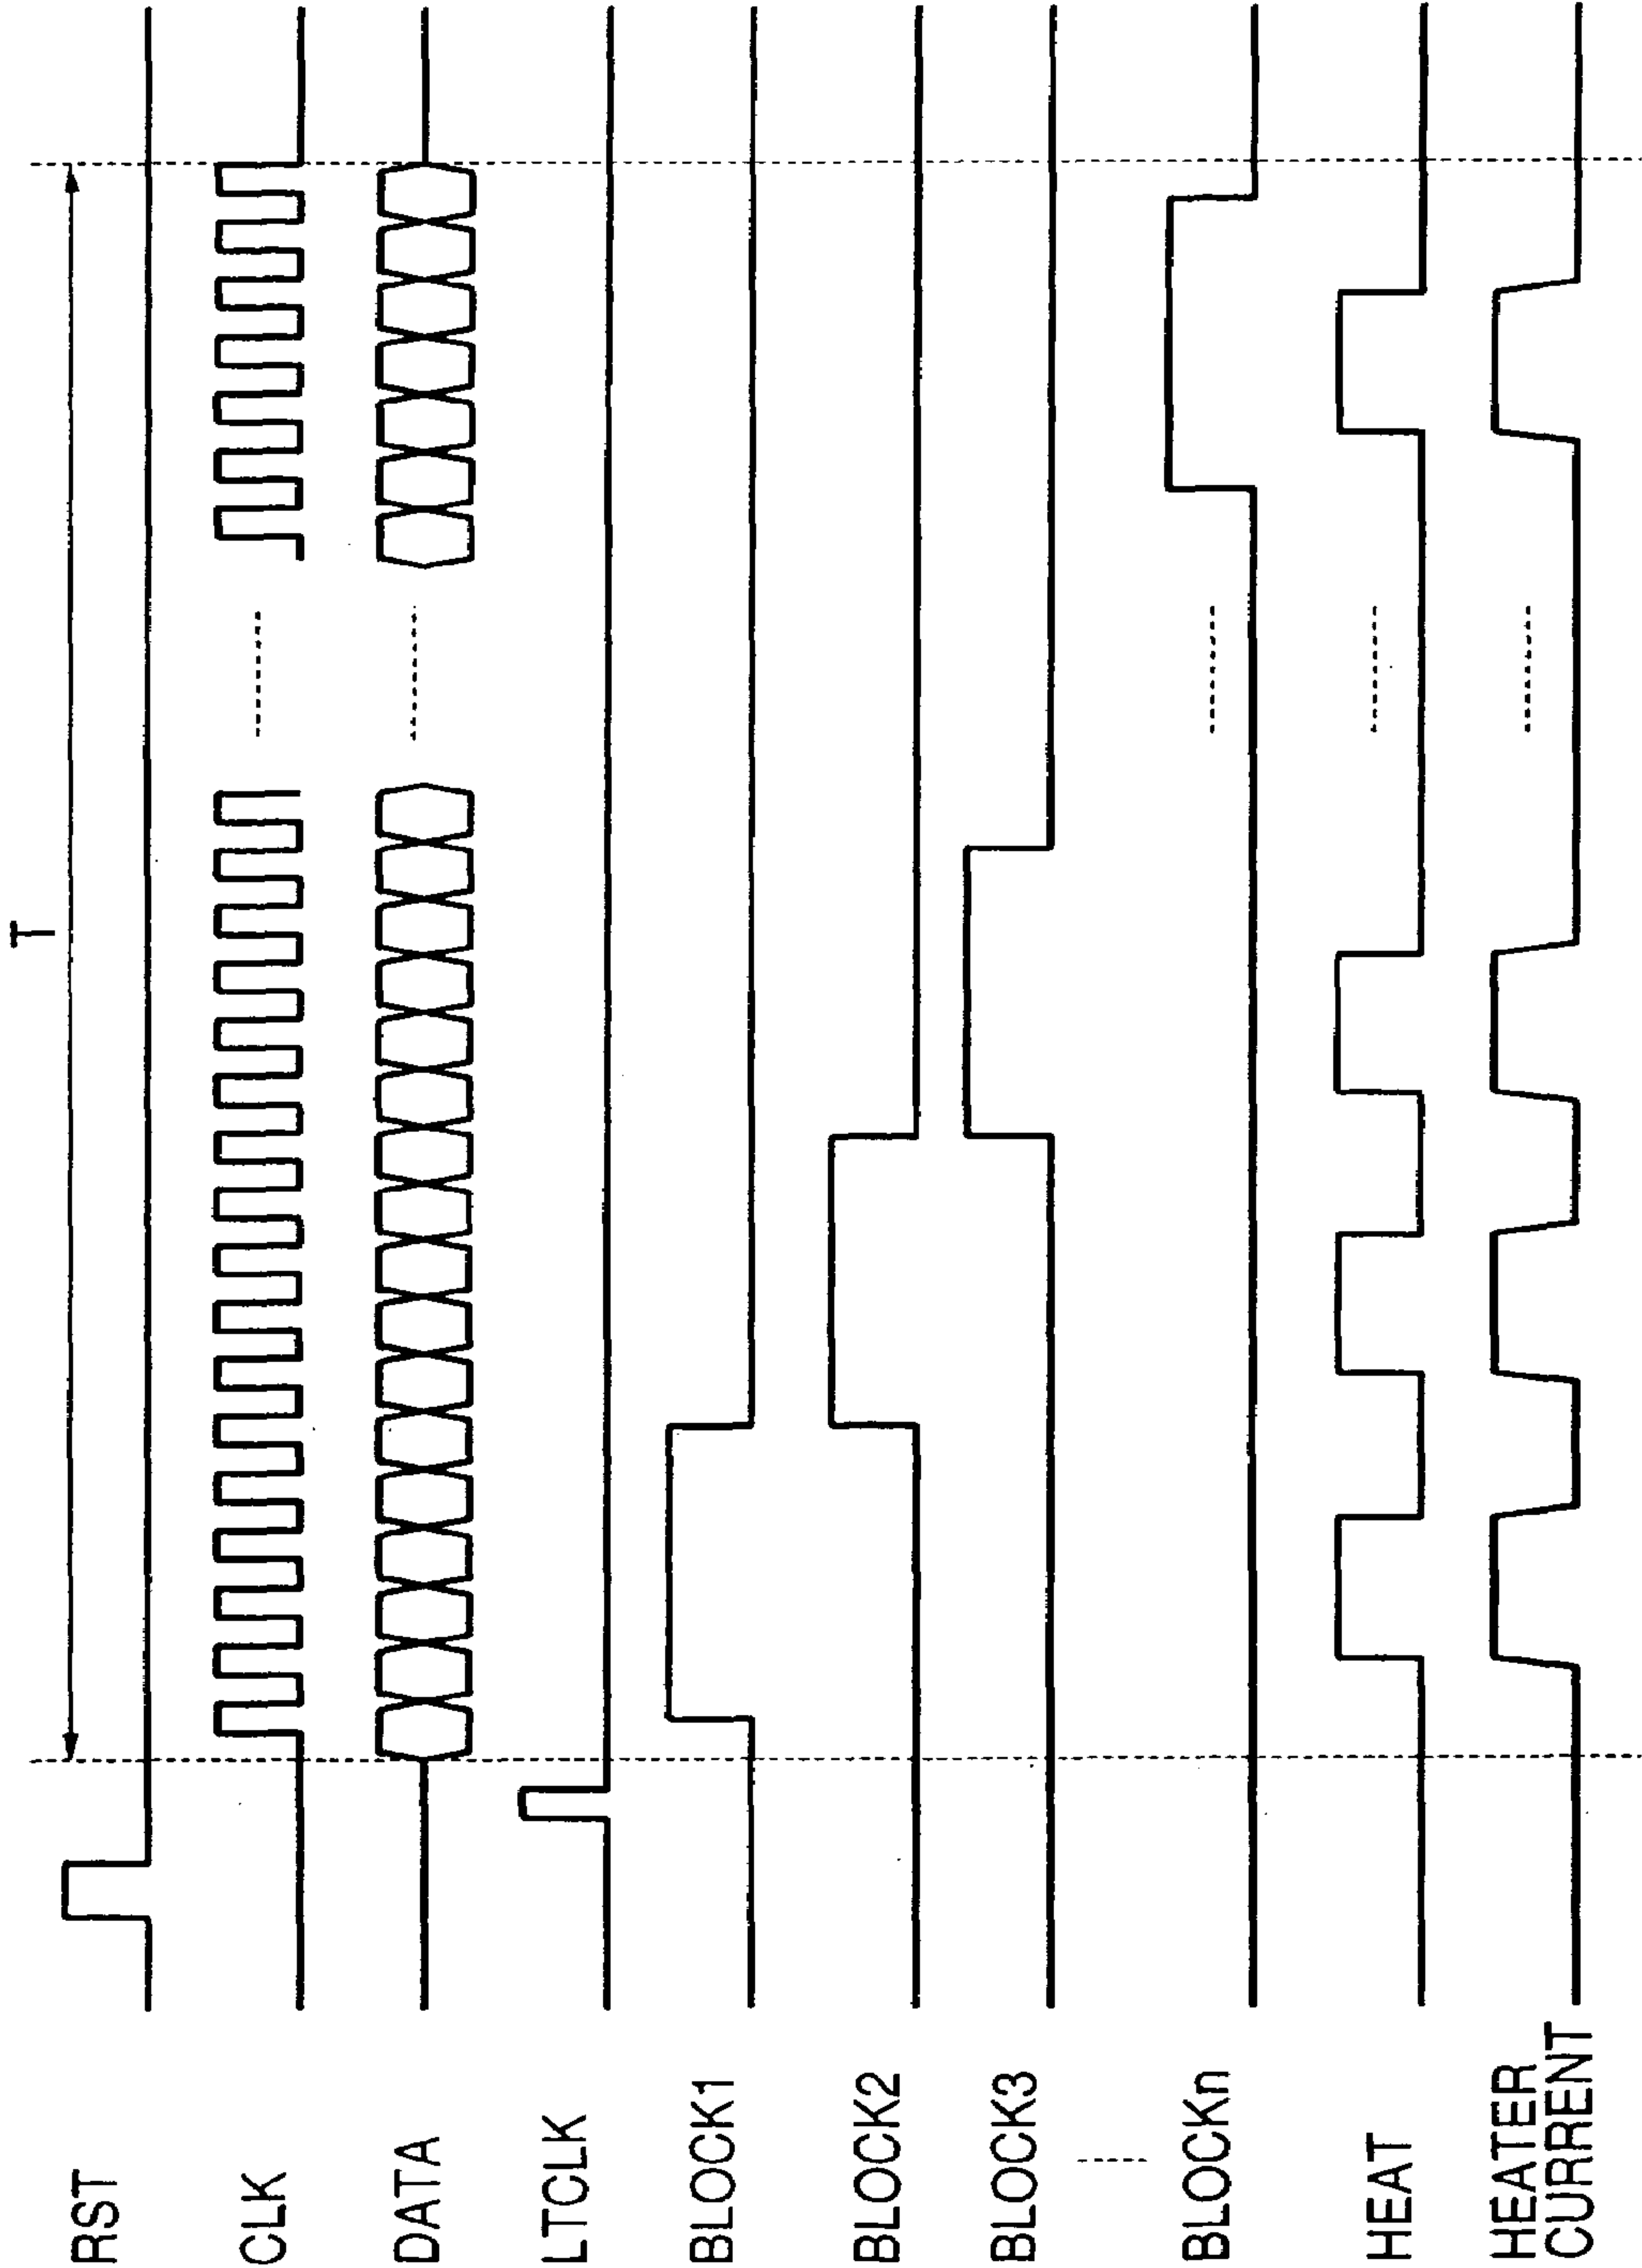 T
RST
CLK
DATA
LTCLK
BLOCK1
BLOCK2
BLOCK3
BLOCKn
HEAT
HEATER
CURRENT